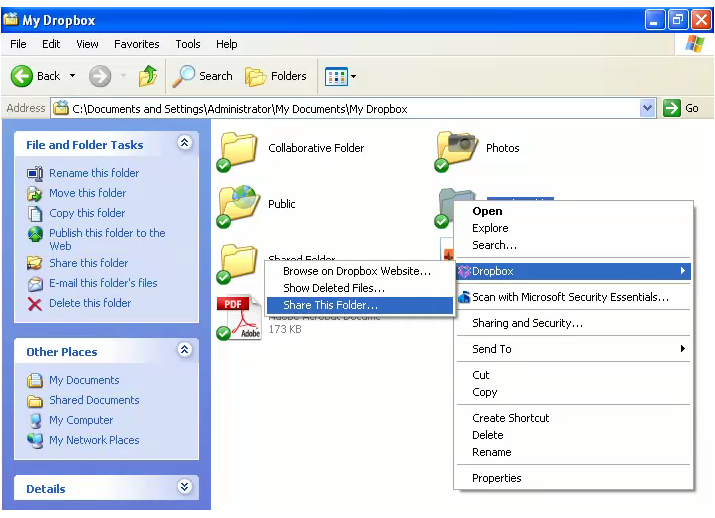 My Dropbox
File Edit View Favorites Tools Help
Back Search Folders
Address C:\Documents and Settings\Administrator\My Documents\My Dropbox Go
File and Folder Tasks
Rename this folder
Move this folder
Copy this folder
Publish this folder to the
Web
Share this folder
E-mail this folder's files
Delete this folder
Other Places
My Documents
Shared Documents
My Computer
My Network Places
Details
Collaborative Folder
Photos
Public
Shared Folder
PDF
Adobe
Adobe Acrobat
173 KB
Open
Explore
Search...
Dropbox
Scan with Microsoft Security Essentials...
Sharing and Security...
Send To
Cut
Copy
Create Shortcut
Delete
Rename
Properties
Browse on Dropbox Website...
Show Deleted Files...
Share This Folder...